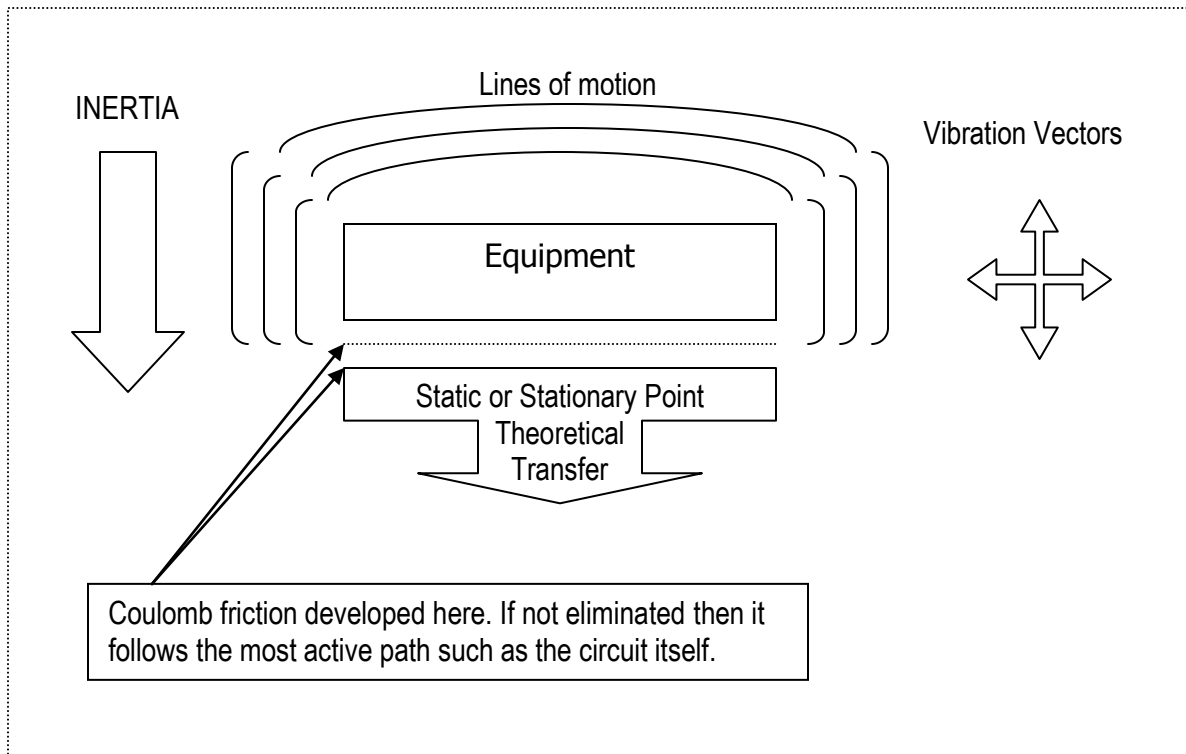 Lines of motion
INERTIA
Vibration Vectors
Equipment
Static or Stationary Point
Theoretical
Transfer
Coulomb friction developed here. If not eliminated then it
follows the most active path such as the circuit itself.